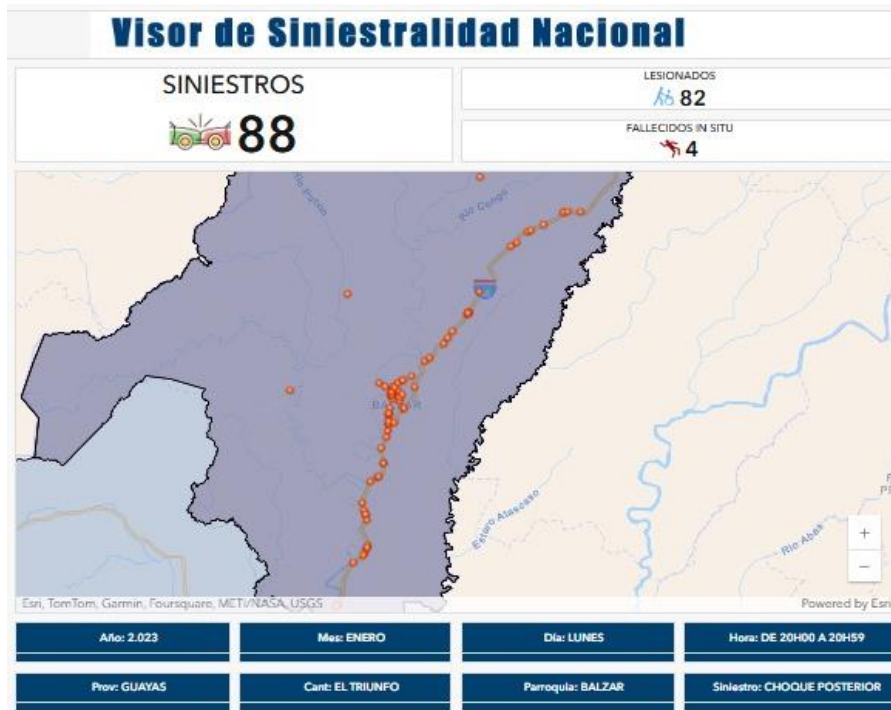 Visor de Siniestralidad Nacional
SINIESTROS
88
LESIONADOS
82
FALLECIDOS IN SITU
4
Río Congo
BALZAR
Estero Atascoso
Río Abas
+
−
Esri, TomTom, Garmin, Foursquare, METI/NASA, USGS
Powered by Esri
Año: 2.023
Mes: ENERO
Día: LUNES
Hora: DE 20H00 A 20H59
Prov: GUAYAS
Cant: EL TRIUNFO
Parroquia: BALZAR
Siniestro: CHOQUE POSTERIOR